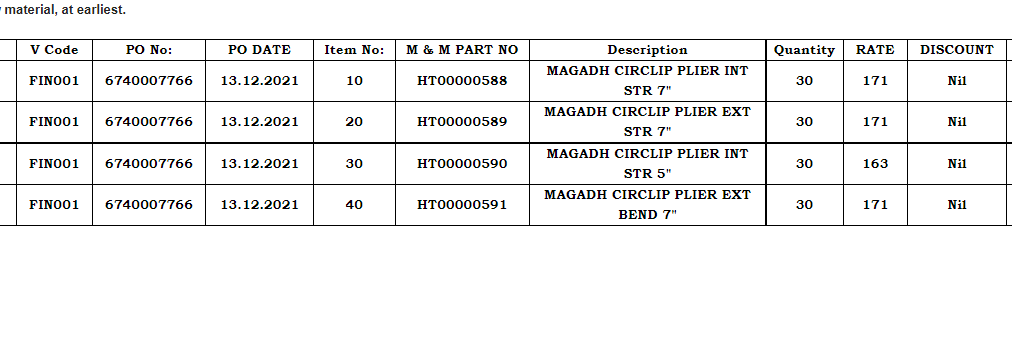 material, at earliest.
V Code PO No: PO DATE Item No: M & M PART NO Description Quantity RATE DISCOUNT
FIN001 6740007766 13.12.2021 10 HT00000588 MAGADH CIRCLIP PLIER INT STR 7" 30 171 Nil
FIN001 6740007766 13.12.2021 20 HT00000589 MAGADH CIRCLIP PLIER EXT STR 7" 30 171 Nil
FIN001 6740007766 13.12.2021 30 HT00000590 MAGADH CIRCLIP PLIER INT STR 5" 30 163 Nil
FIN001 6740007766 13.12.2021 40 HT00000591 MAGADH CIRCLIP PLIER EXT BEND 7" 30 171 Nil